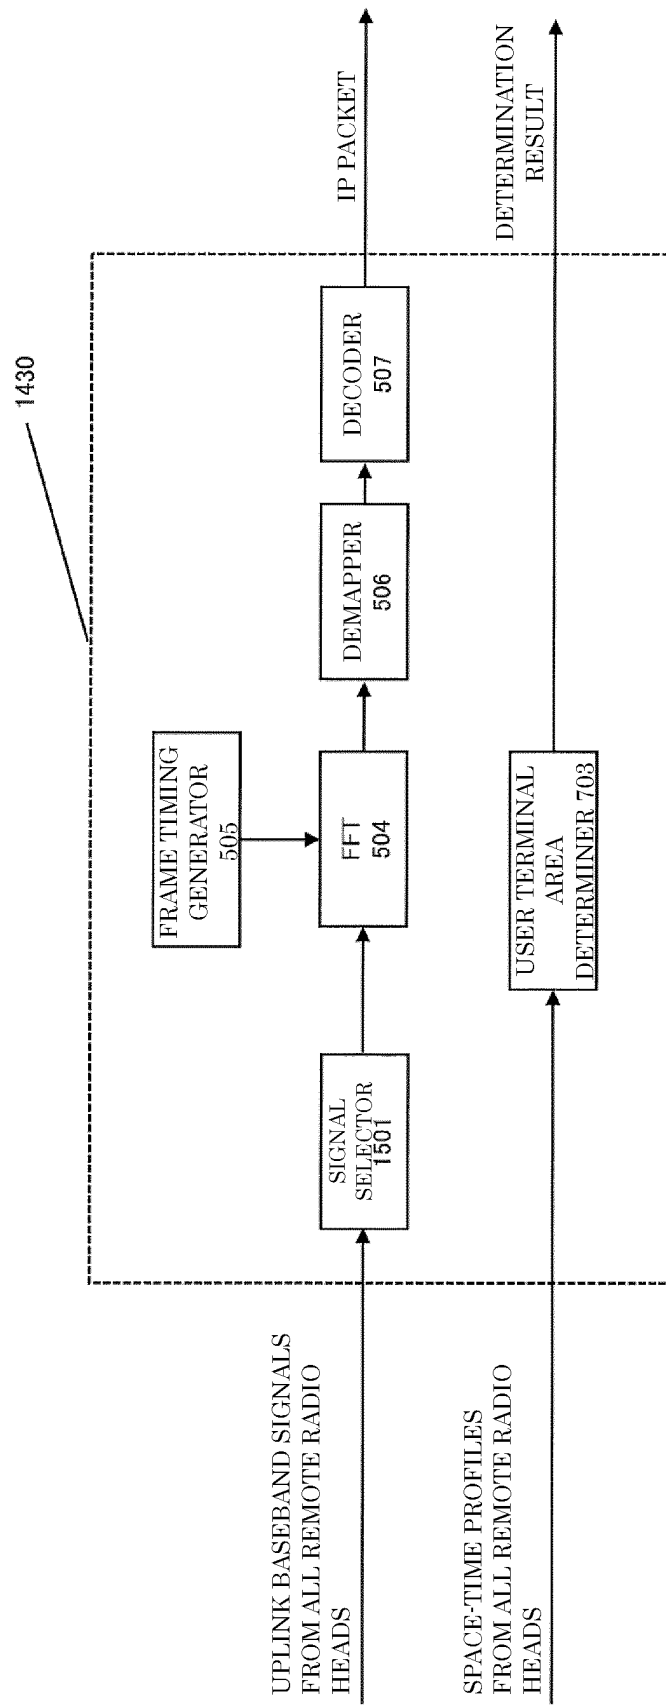 1430
UPLINK BASEBAND SIGNALS
FROM ALL REMOTE RADIO
HEADS
SIGNAL
SELECTOR
1501
FRAME TIMING
GENERATOR
505
FFT
504
DEMAPPER
506
DECODER
507
IP PACKET
SPACE-TIME PROFILES
FROM ALL REMOTE RADIO
HEADS
USER TERMINAL
AREA
DETERMINER 703
DETERMINATION
RESULT